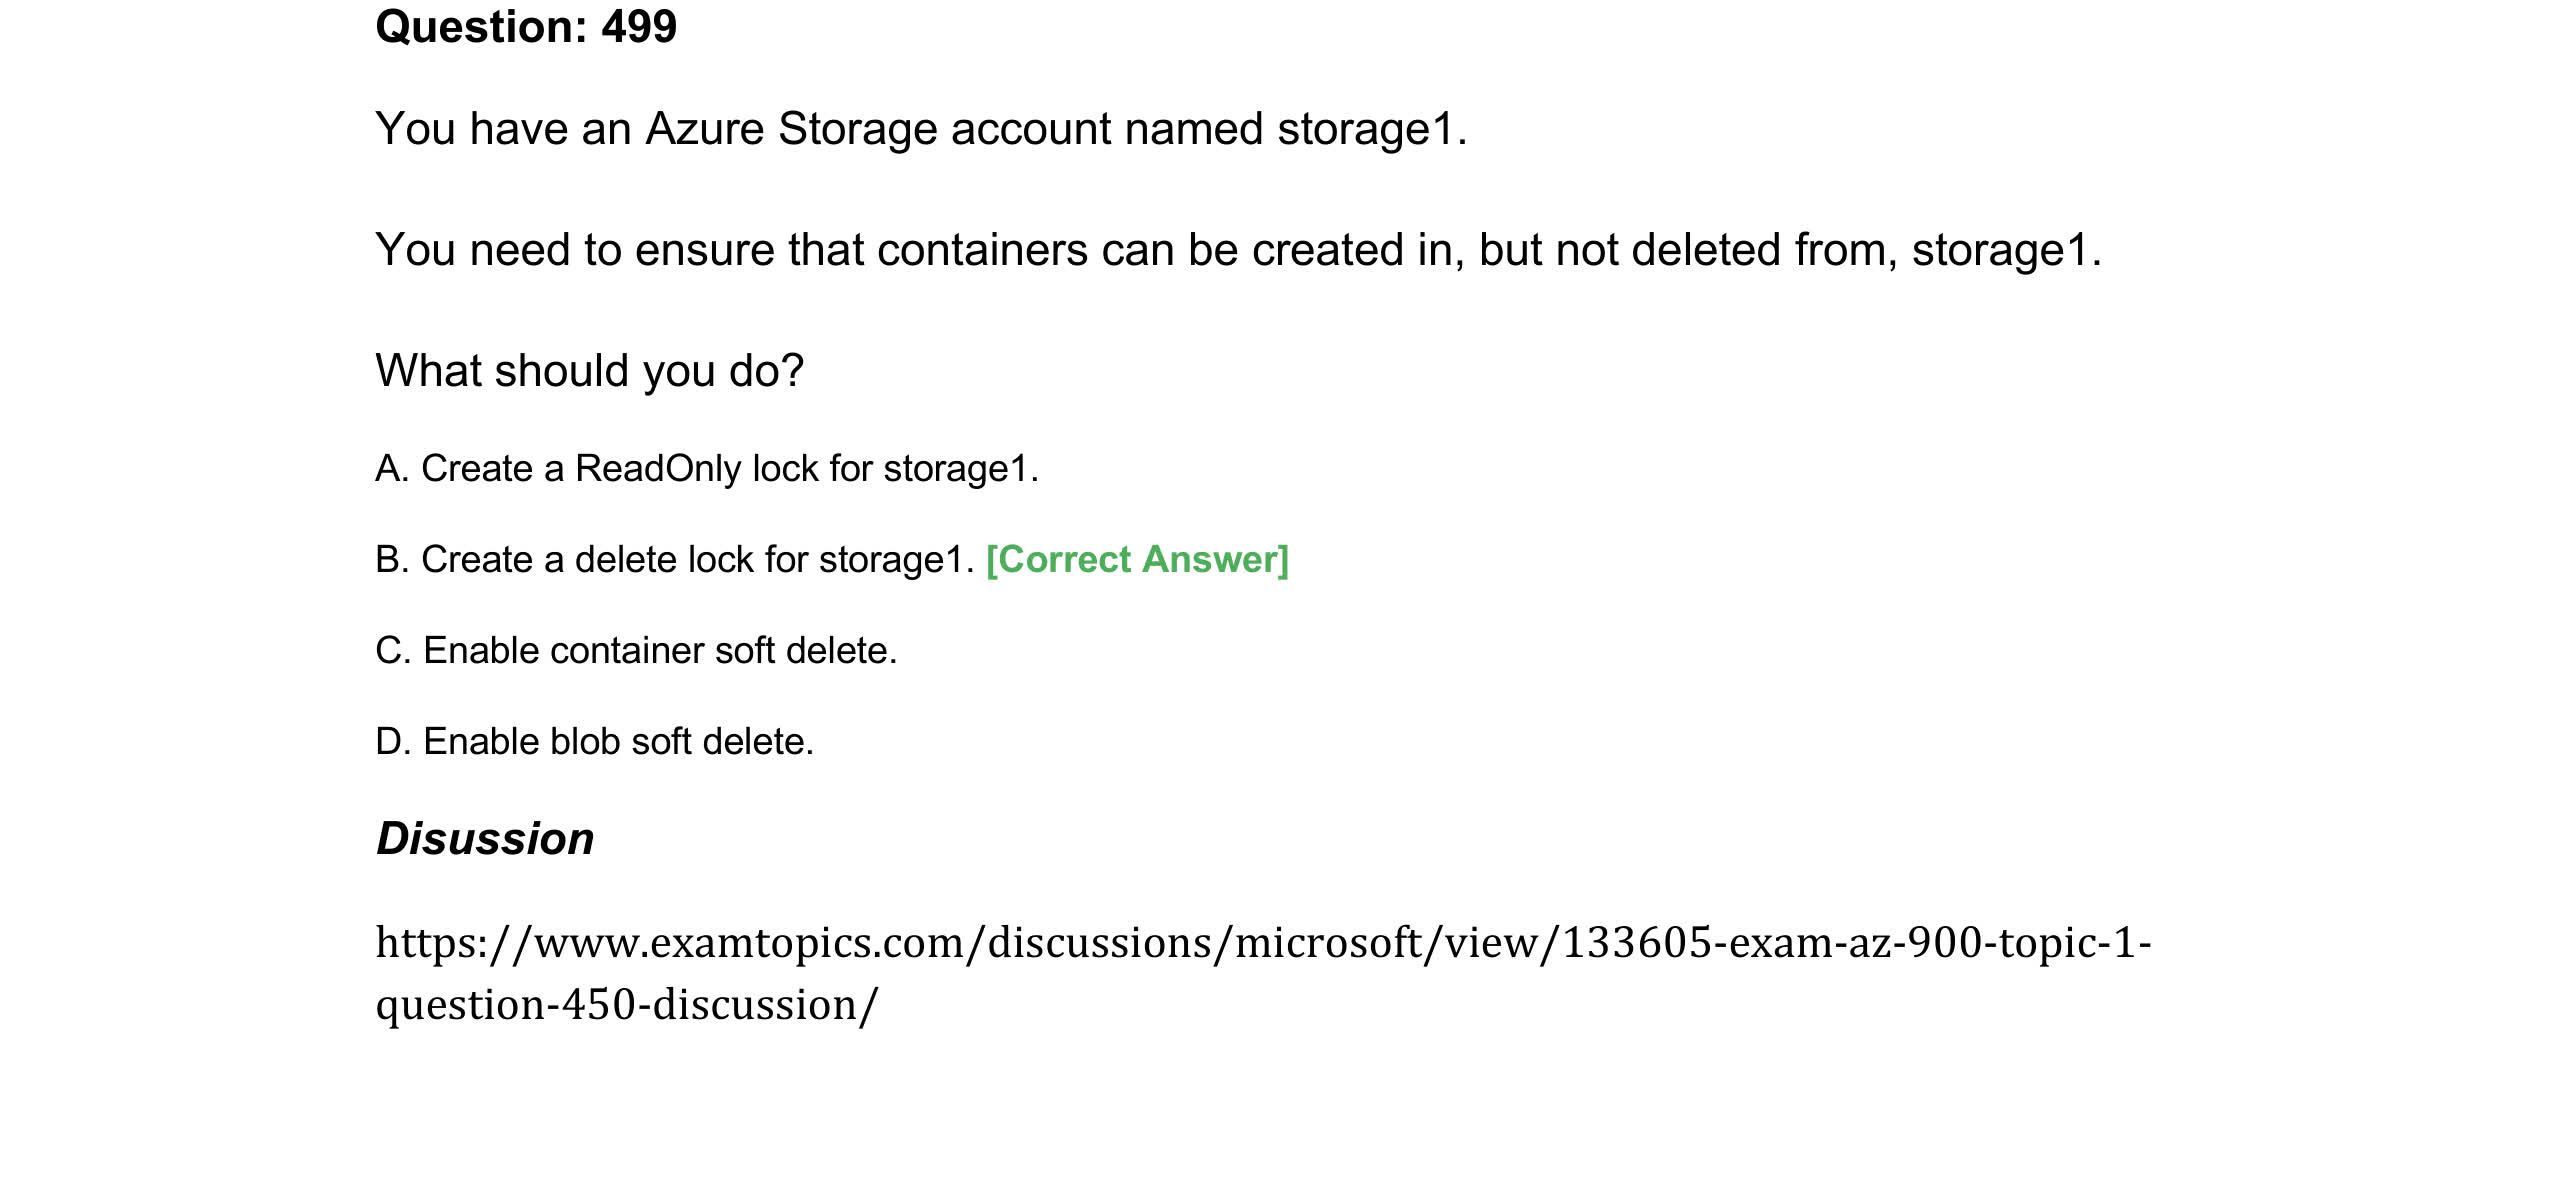 Question: 499
You have an Azure Storage account named storage1.
You need to ensure that containers can be created in, but not deleted from, storage1.
What should you do?
A. Create a ReadOnly lock for storage1.
B. Create a delete lock for storage1. [Correct Answer]
C. Enable container soft delete.
D. Enable blob soft delete.
Disussion
https://www.examtopics.com/discussions/microsoft/view/133605-exam-az-900-topic-1-
question-450-discussion/